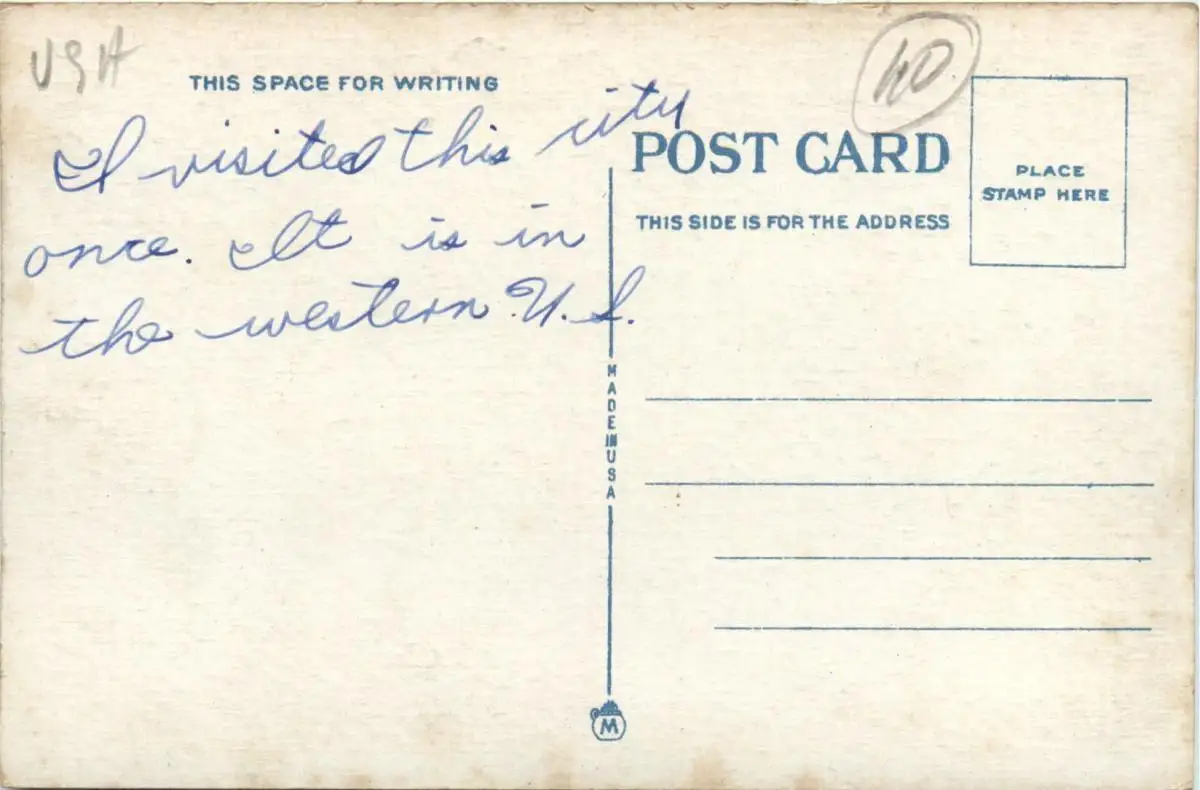 USA
40
THIS SPACE FOR WRITING
I visited this city
once. It is in
the western U.S.
POST CARD
THIS SIDE IS FOR THE ADDRESS
PLACE
STAMP HERE
MADE IN USA
M